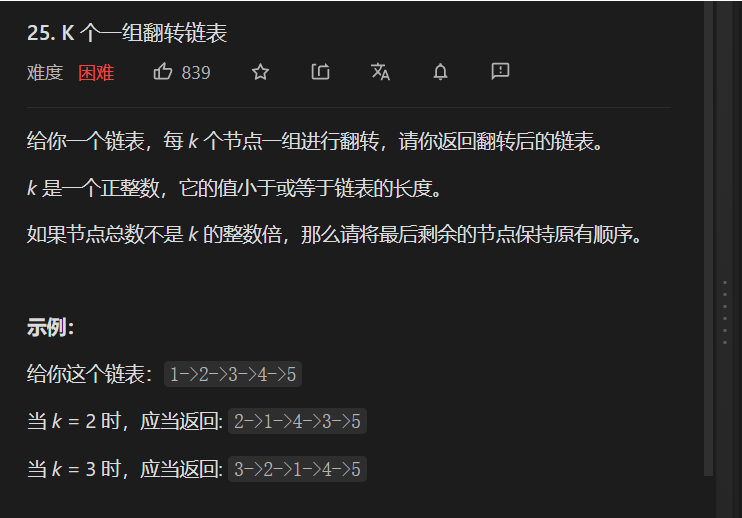 25. K 个一组翻转链表
难度 困难 839
给你一个链表，每 k 个节点一组进行翻转，请你返回翻转后的链表。
k 是一个正整数，它的值小于或等于链表的长度。
如果节点总数不是 k 的整数倍，那么请将最后剩余的节点保持原有顺序。
示例：
给你这个链表：1->2->3->4->5
当 k = 2 时，应当返回: 2->1->4->3->5
当 k = 3 时，应当返回: 3->2->1->4->5